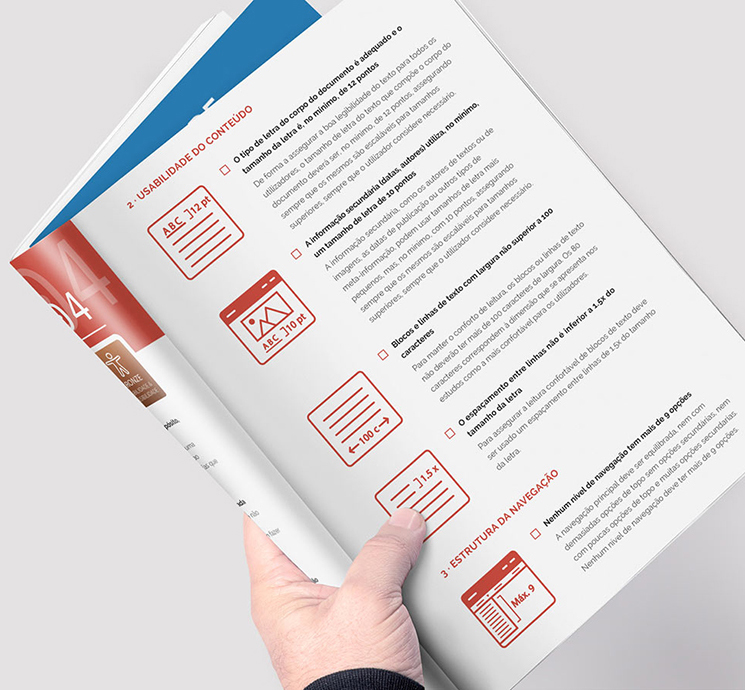 2 · USABILIDADE DO CONTEÚDO
O tipo de letra do corpo do documento é adequado e o
tamanho da letra é, no mínimo, de 12 pontos
De forma a assegurar a boa legibilidade do texto para todos os
utilizadores, o tamanho de letra do texto que compõe o corpo do
documento deverá ser, no mínimo, de 12 pontos, assegurando
sempre que os mesmos são escaláveis para tamanhos
superiores, sempre que o utilizador considere necessário.
ABC 12 pt
A informação secundária (datas, autores) utiliza, no mínimo,
um tamanho de letra de 10 pontos
A informação secundária, como os autores de textos ou de
imagens, as datas de publicação ou outros tipos de
meta-informação, podem usar tamanhos de letra mais
pequenos, mas, no mínimo, com 10 pontos, assegurando
sempre que os mesmos são escaláveis para tamanhos
superiores, sempre que o utilizador considere necessário.
ABC 10 pt
Blocos e linhas de texto com largura não superior a 100
caracteres
Para manter o conforto de leitura, os blocos ou linhas de texto
não deverão ter mais de 100 caracteres de largura. Os 80
caracteres correspondem à dimensão que se apresenta nos
estudos como a mais confortável para os utilizadores.
100 c
O espaçamento entre linhas não é inferior a 1.5x do
tamanho da letra
Para assegurar a leitura confortável de blocos de texto deve
ser usado um espaçamento entre linhas de 1.5x do tamanho
da letra.
1.5 x
3 · ESTRUTURA DA NAVEGAÇÃO
Nenhum nível de navegação tem mais de 9 opções
A navegação principal deve ser equilibrada, nem com
demasiadas opções de topo sem opções secundárias, nem
com poucas opções de topo e muitas opções secundárias.
Nenhum nível de navegação deve ter mais de 9 opções.
Máx. 9
04